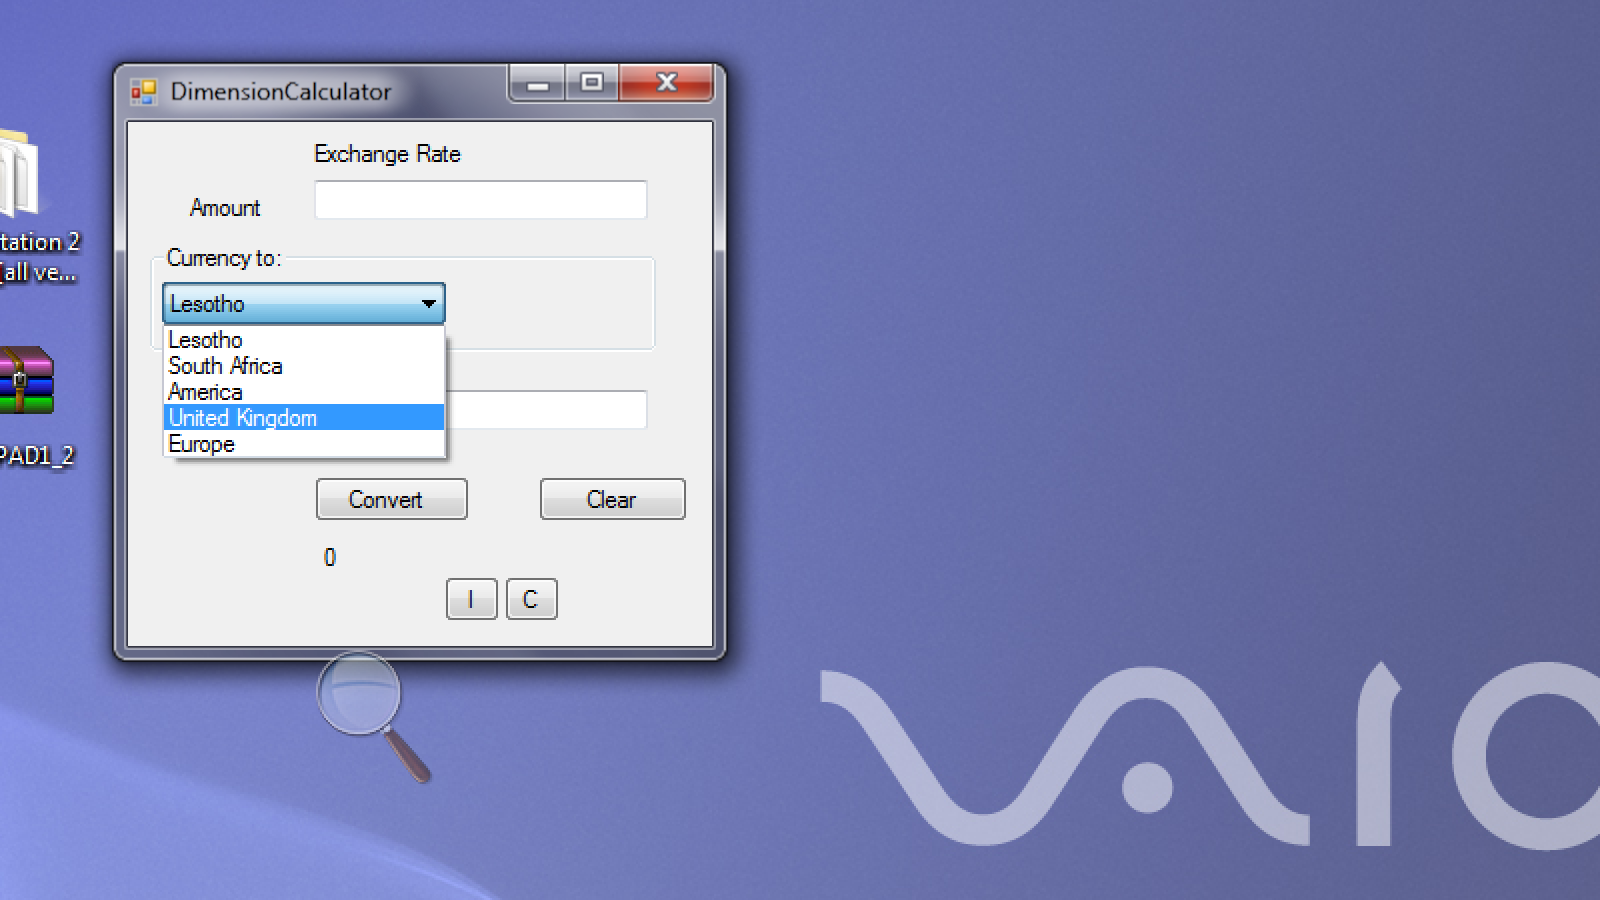 DimensionCalculator
Exchange Rate
Amount
Currency to:
Lesotho
Lesotho
South Africa
America
United Kingdom
Europe
Convert
Clear
0
I
C
tation 2
[all ve...
PAD1_2
VAIO